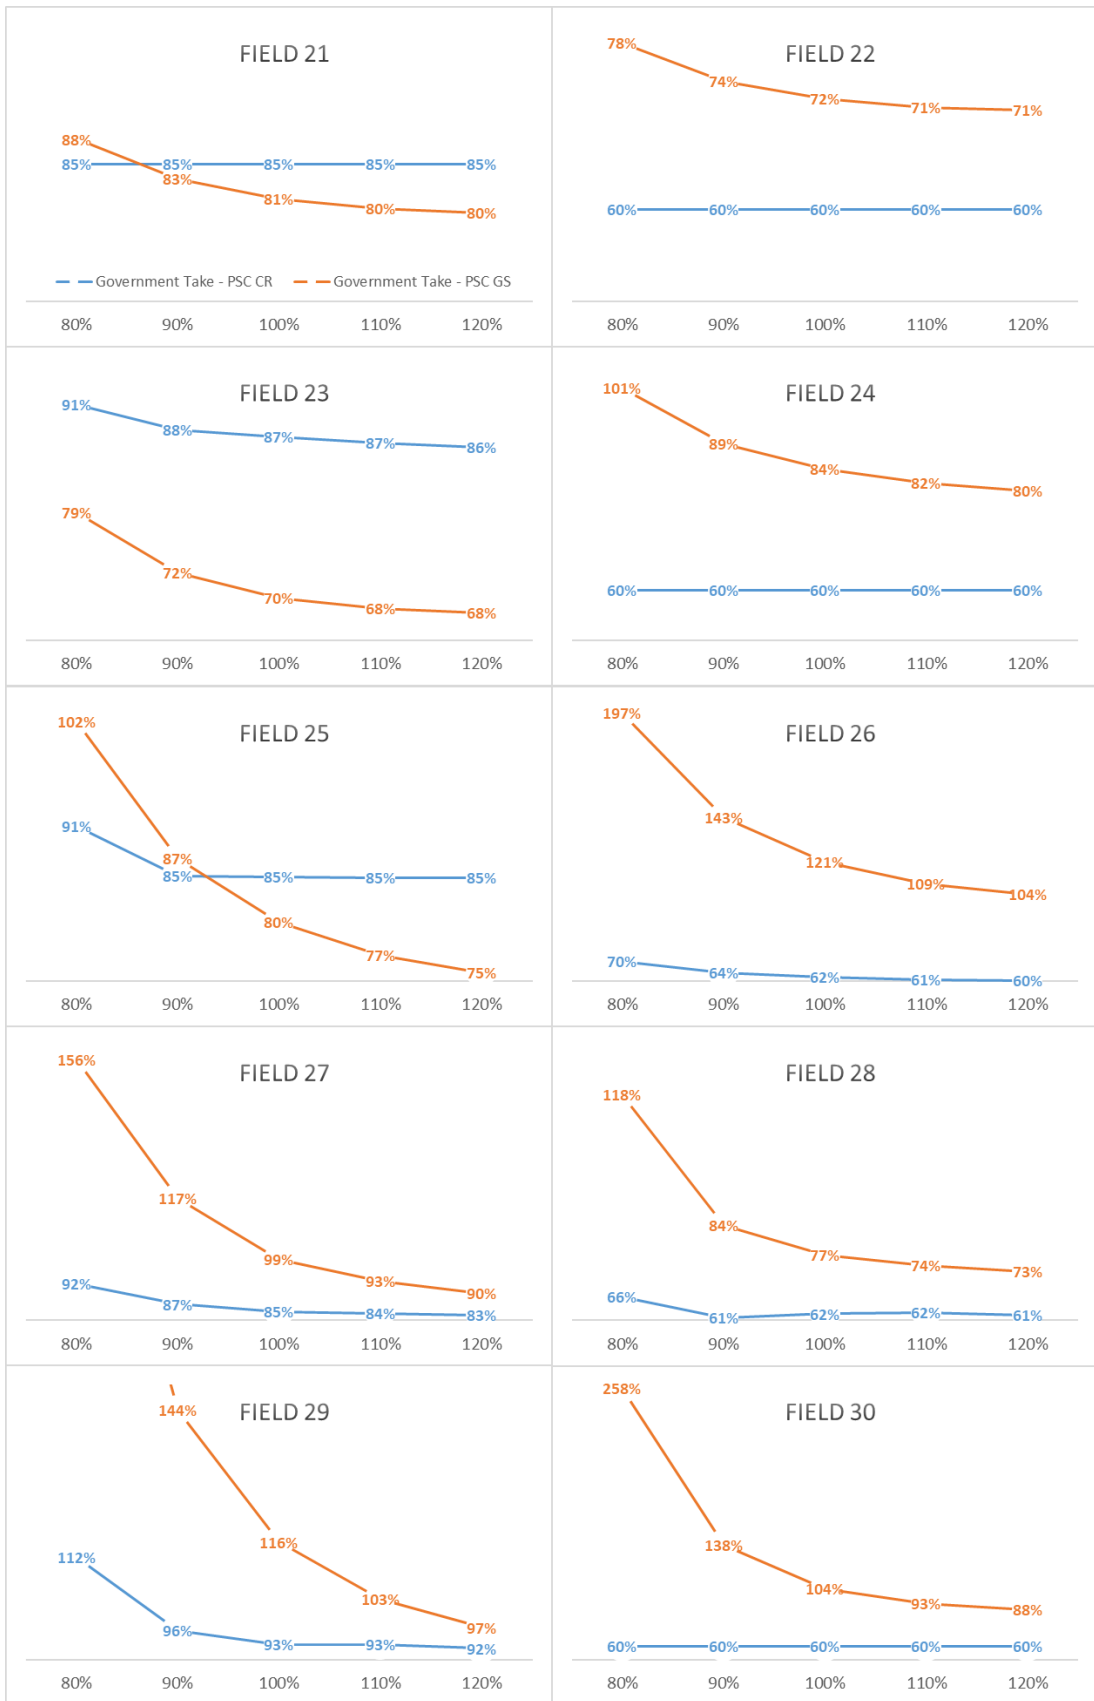 FIELD 21
88%
85% 85% 85% 85% 85%
83%
81%
80% 80%
Government Take - PSC CR Government Take - PSC GS
80% 90% 100% 110% 120%
FIELD 22
78%
74%
72%
71% 71%
60% 60% 60% 60% 60%
80% 90% 100% 110% 120%
FIELD 23
91%
88%
87% 87% 86%
79%
72%
70%
68% 68%
80% 90% 100% 110% 120%
FIELD 24
101%
89%
84%
82%
80%
60% 60% 60% 60% 60%
80% 90% 100% 110% 120%
FIELD 25
102%
91%
87%
85% 85% 85% 85%
80%
77%
75%
80% 90% 100% 110% 120%
FIELD 26
197%
143%
121%
109%
104%
70%
64% 62% 61% 60%
80% 90% 100% 110% 120%
FIELD 27
156%
117%
99%
93%
90%
92%
87%
85% 84% 83%
80% 90% 100% 110% 120%
FIELD 28
118%
84%
77%
74%
73%
66%
61% 62% 62% 61%
80% 90% 100% 110% 120%
FIELD 29
144%
116%
103%
97%
112%
96%
93% 93% 92%
80% 90% 100% 110% 120%
FIELD 30
258%
138%
104%
93%
88%
60% 60% 60% 60% 60%
80% 90% 100% 110% 120%